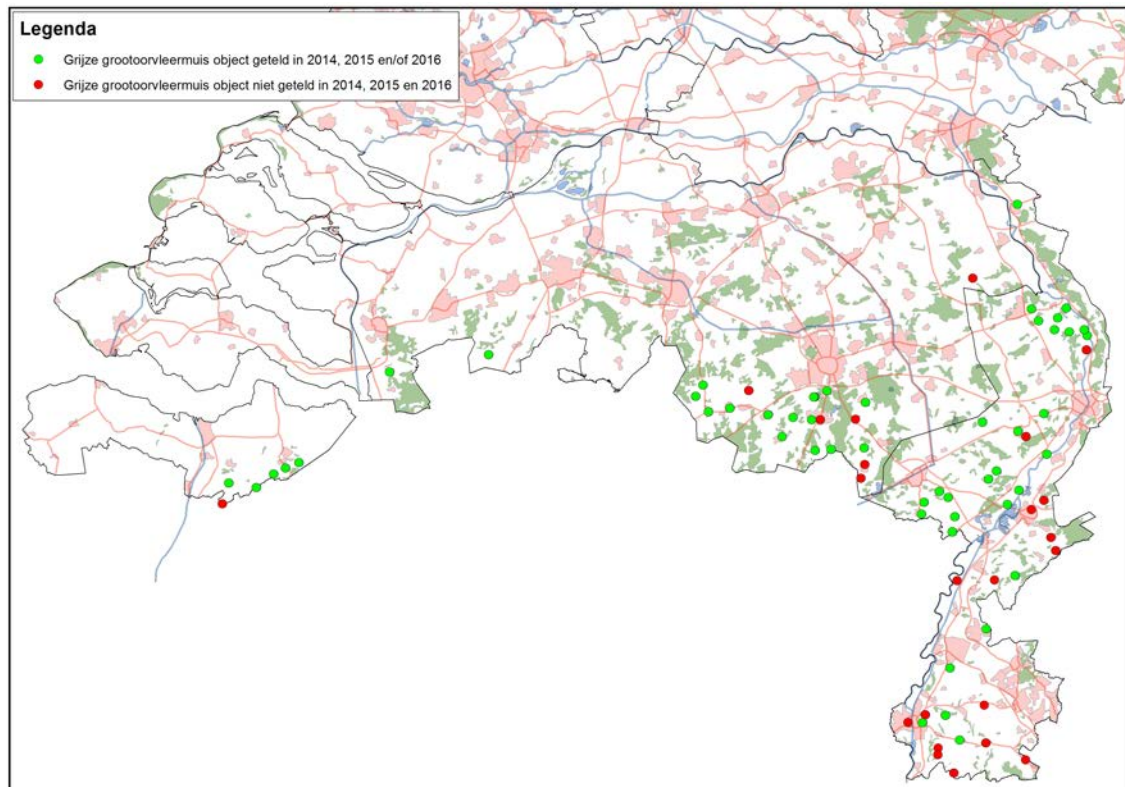 Legenda
Grijze grootoorvleermuis object geteld in 2014, 2015 en/of 2016
Grijze grootoorvleermuis object niet geteld in 2014, 2015 en 2016